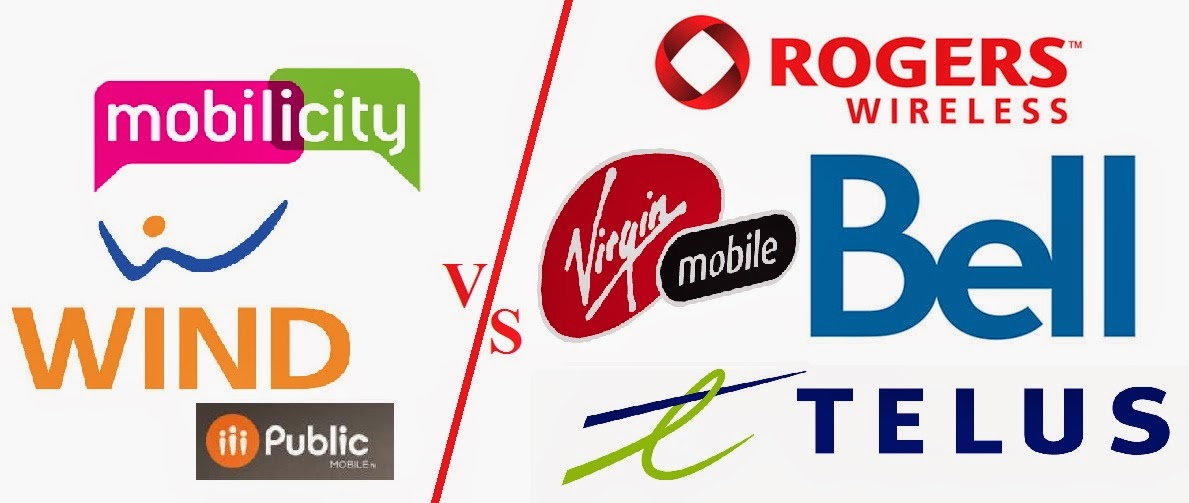 mobilicity
WIND
Public
MOBILE
VS
ROGERS™
WIRELESS
Virgin
mobile
Bell
TELUS